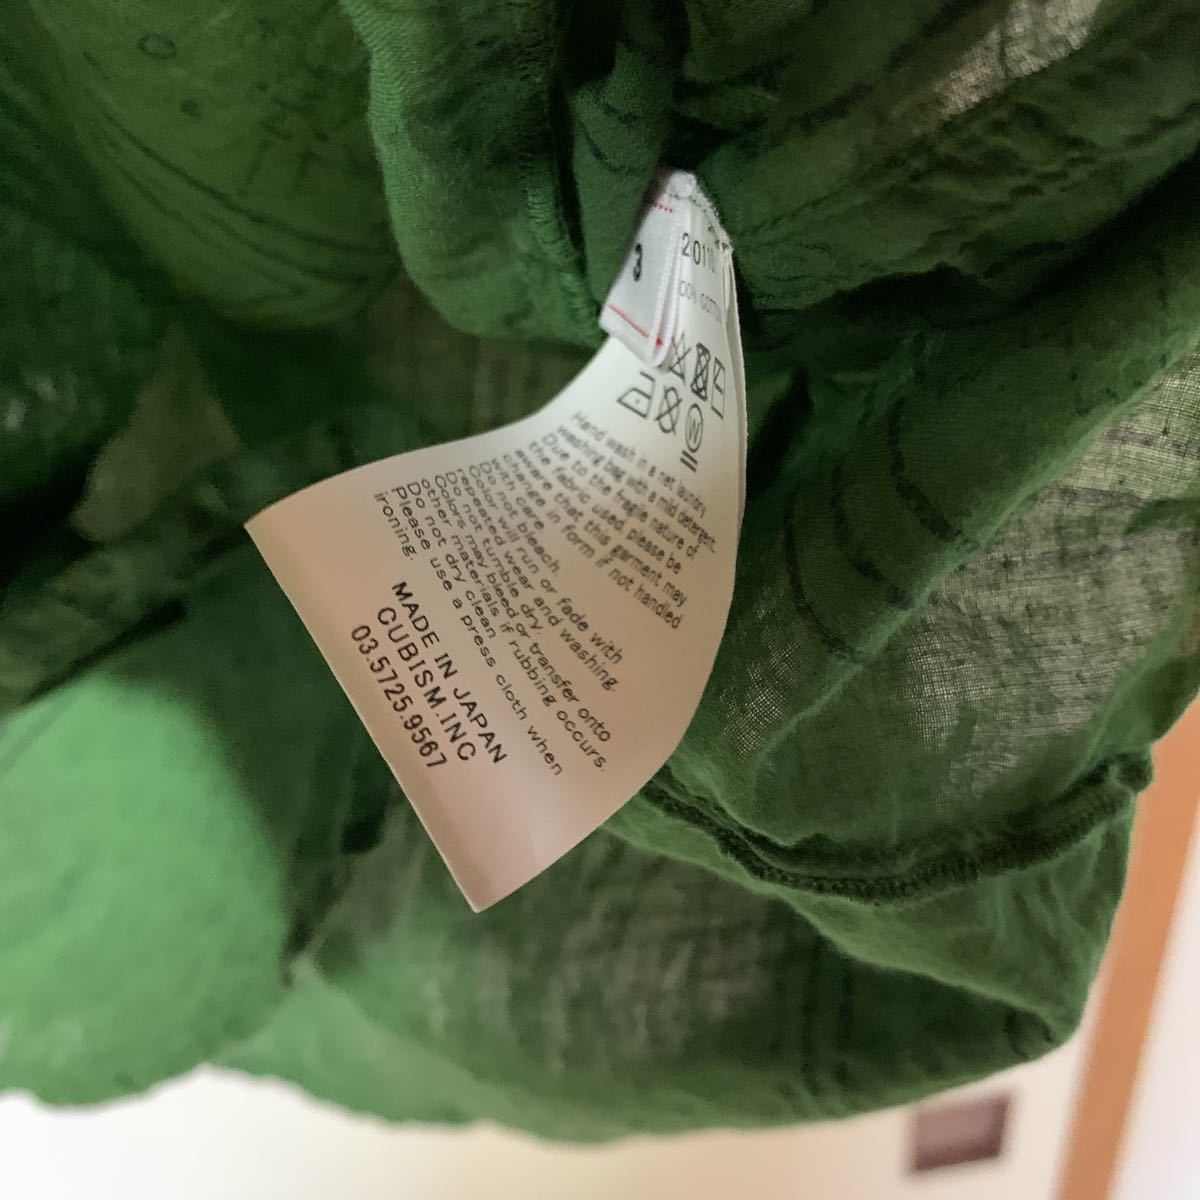 3
Hand wash in a net laundry
washing bag with a mild detergent.
Due to the fragile nature of
the fabric used, please be
aware that this garment may
change in form if not handled
with care
Do not bleach
Color will run or fade with
repeated wear and washing.
Do not tumble dry.
Colors may bleed or transfer onto
other materials if rubbing occurs.
Do not dry clean
Please use a press cloth when
ironing.
MADE IN JAPAN
CUBISM.INC
03.5725.9567
W